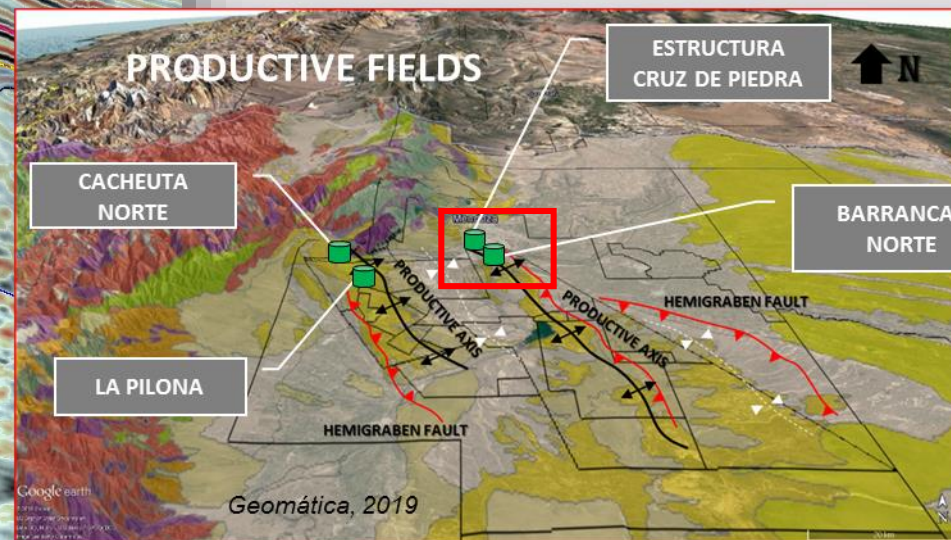 PRODUCTIVE FIELDS
ESTRUCTURA
CRUZ DE PIEDRA
N
CACHEUTA
NORTE
BARRANCA
NORTE
HEMIGRABEN FAULT
PRODUCTIVE AXIS
PRODUCTIVE AXIS
LA PILONA
HEMIGRABEN FAULT
Google earth
Geomática, 2019